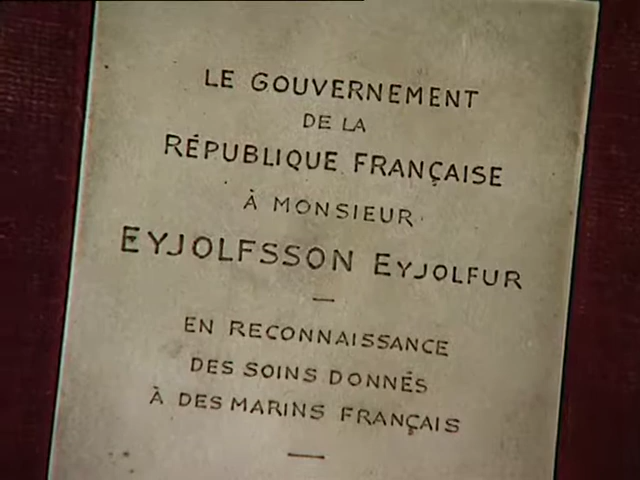 LE GOUVERNEMENT
DE LA
RÉPUBLIQUE FRANÇAISE
À MONSIEUR
EYJOLFSSON EYJOLFUR
—
EN RECONNAISSANCE
DES SOINS DONNÉS
À DES MARINS FRANÇAIS
—